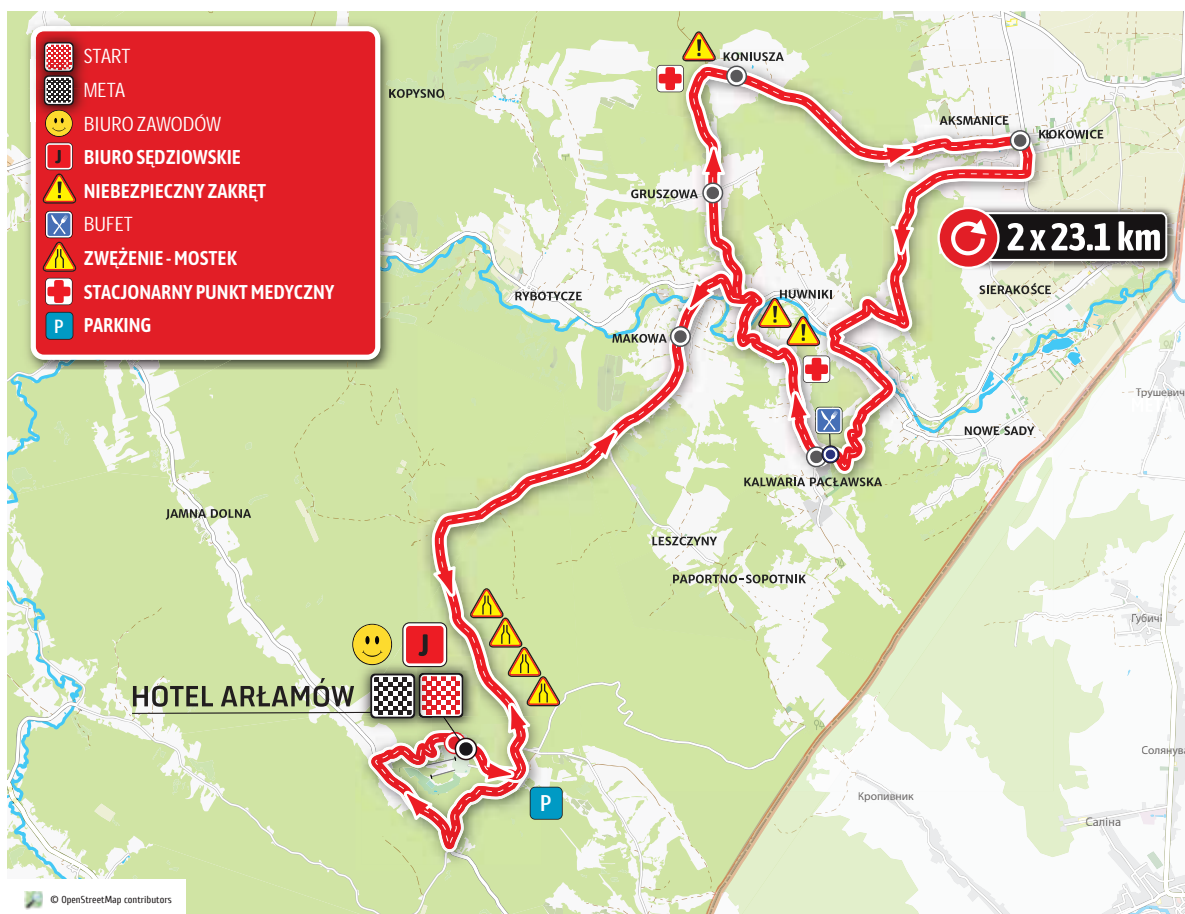 START
META
BIURO ZAWODÓW
J
BIURO SĘDZIOWSKIE
!
NIEBEZPIECZNY ZAKRĘT
BUFET
ZWĘŻENIE - MOSTEK
STACJONARNY PUNKT MEDYCZNY
P
PARKING
KOPYSNO
!
KONIUSZA
AKSMANICE
KŁOKOWICE
GRUSZOWA
2 x 23.1 km
SIERAKOŚCE
RYBOTYCZE
HUWNIKI
!
!
MAKOWA
Трушевич
NOWE SADY
KALWARIA PACŁAWSKA
JAMNA DOLNA
LESZCZYNY
PAPORTNO-SOPOTNIK
Губичі
J
HOTEL ARŁAMÓW
Солянува
P
Кропивник
Саліна
© OpenStreetMap contributors